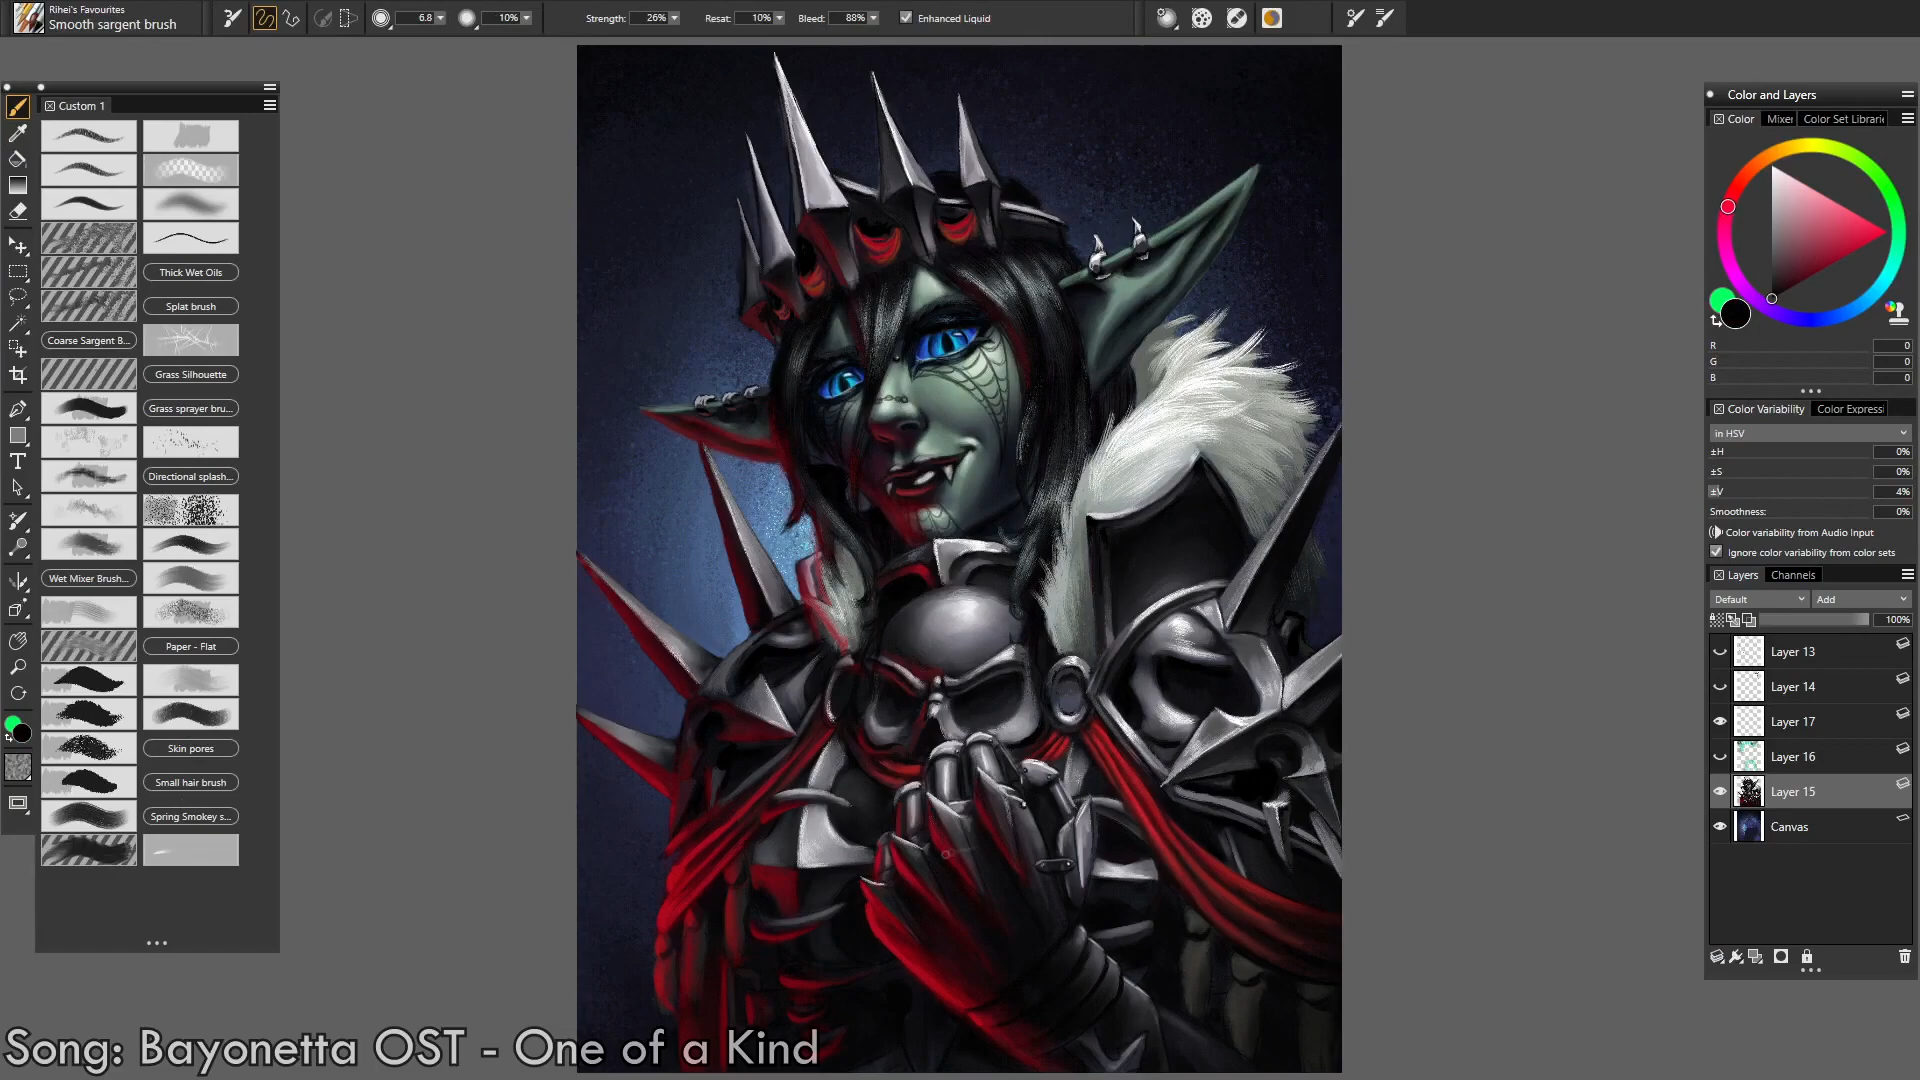 Rihei's Favourites
Smooth sargent brush
6.8
10%
Strength: 26%
Resat: 10%
Bleed: 88%
Enhanced Liquid
Custom 1
Thick Wet Oils
Splat brush
Coarse Sargent B...
Grass Silhouette
Grass sprayer bru...
Directional splash...
Wet Mixer Brush...
Paper - Flat
Skin pores
Small hair brush
Spring Smokey s...
Color and Layers
Color
Mixer
Color Set Librari
R 0
G 0
B 0
Color Variability
Color Expressi
in HSV
±H 0%
±S 0%
±V 4%
Smoothness: 0%
Color variability from Audio Input
Ignore color variability from color sets
Layers
Channels
Default
Add
100%
Layer 13
Layer 14
Layer 17
Layer 16
Layer 15
Canvas
Song: Bayonetta OST - One of a Kind